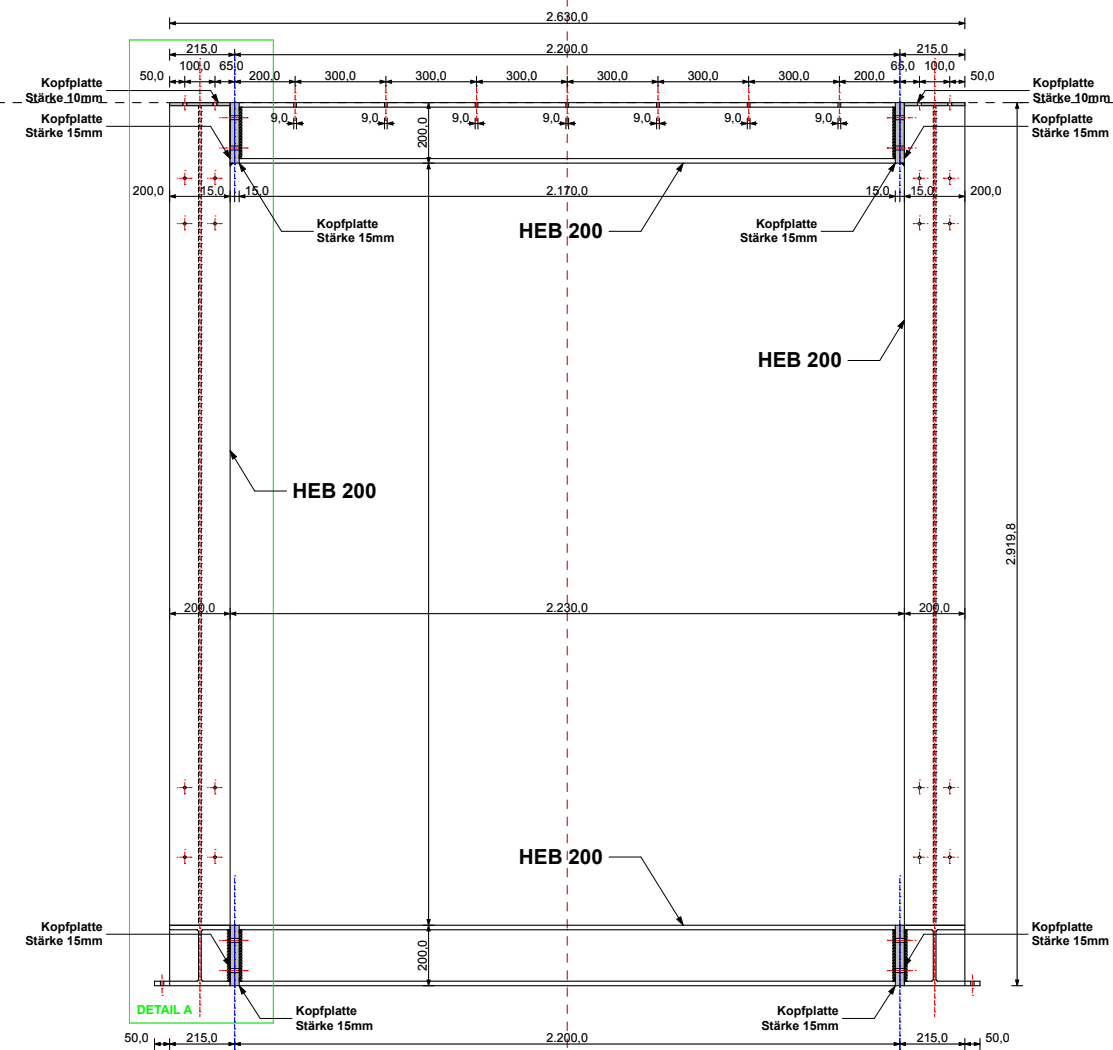 2.630,0
215,0
2.200,0
215,0
50,0
100,0
65,0
200,0
300,0
300,0
300,0
300,0
300,0
300,0
200,0
65,0
100,0
50,0
Kopfplatte
Stärke 10mm
Kopfplatte
Stärke 10mm
Kopfplatte
Stärke 15mm
9,0
9,0
9,0
9,0
9,0
9,0
9,0
200,0
Kopfplatte
Stärke 15mm
200,0
15,0
15,0
2.170,0
15,0
15,0
200,0
Kopfplatte
Stärke 15mm
HEB 200
Kopfplatte
Stärke 15mm
HEB 200
HEB 200
2.919,8
200,0
2.230,0
200,0
HEB 200
Kopfplatte
Stärke 15mm
200,0
Kopfplatte
Stärke 15mm
DETAIL A
Kopfplatte
Stärke 15mm
Kopfplatte
Stärke 15mm
50,0
215,0
2.200,0
215,0
50,0